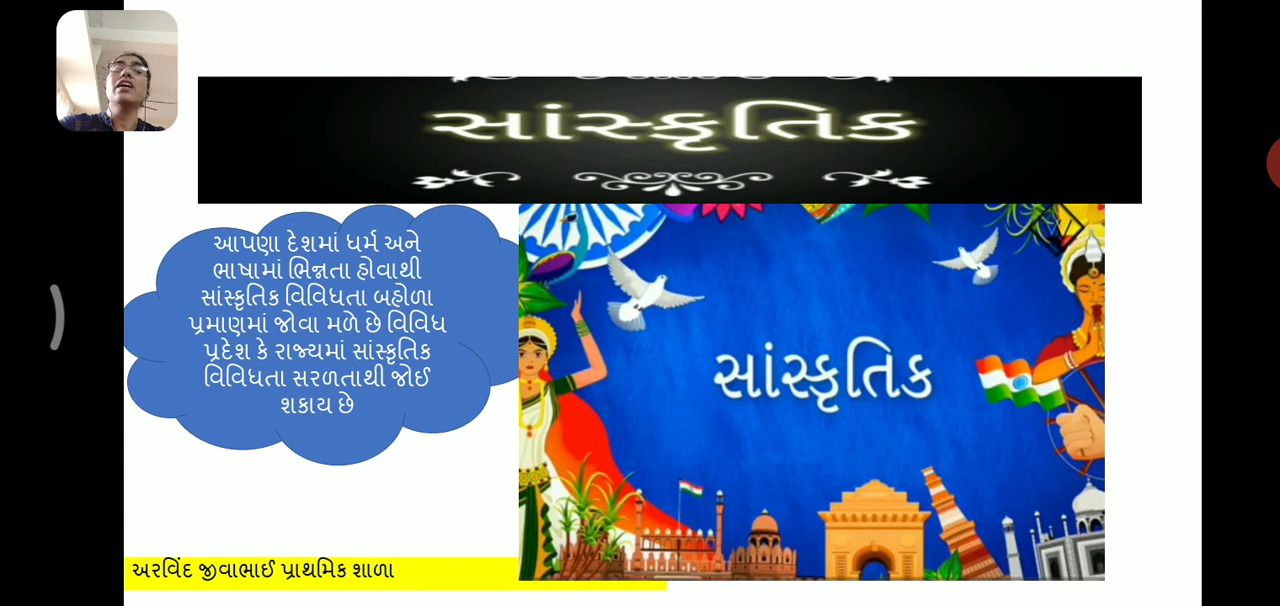 સાંસ્કૃતિક
આપણા દેશમાં ધર્મ અને
ભાષામાં ભિન્નતા હોવાથી
સાંસ્કૃતિક વિવિધતા બહોળા
પ્રમાણમાં જોવા મળે છે વિવિધ
પ્રદેશ કે રાજ્યમાં સાંસ્કૃતિક
વિવિધતા સરળતાથી જોઈ
શકાય છે
સાંસ્કૃતિક
અરવિંદ જીવાભાઈ પ્રાથમિક શાળા